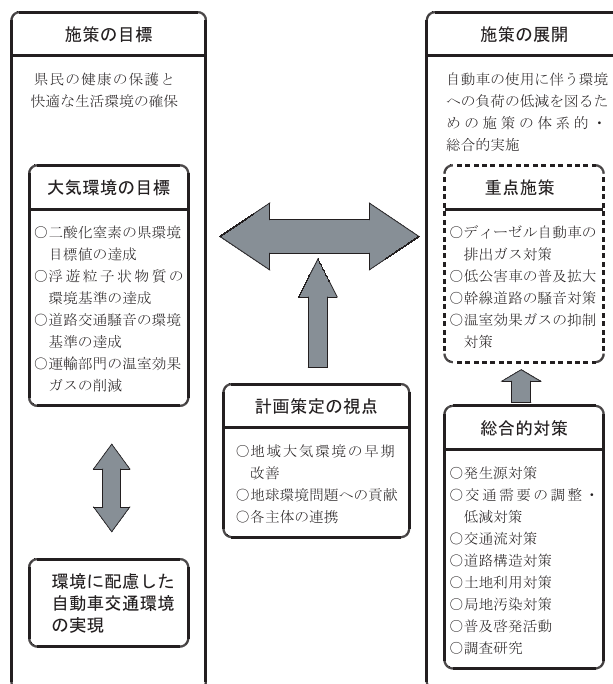 施策の目標
県民の健康の保護と
快適な生活環境の確保
大気環境の目標
○二酸化窒素の県環境
目標値の達成
○浮遊粒子状物質の
環境基準の達成
○道路交通騒音の環境
基準の達成
○運輸部門の温室効果
ガスの削減
環境に配慮した
自動車交通環境
の実現
計画策定の視点
○地域大気環境の早期
改善
○地球環境問題への貢献
○各主体の連携
施策の展開
自動車の使用に伴う環境
への負荷の低減を図るた
めの施策の体系的・
総合的実施
重点施策
○ディーゼル自動車の
排出ガス対策
○低公害車の普及拡大
○幹線道路の騒音対策
○温室効果ガスの抑制
対策
総合的対策
○発生源対策
○交通需要の調整・
低減対策
○交通流対策
○道路構造対策
○土地利用対策
○局地汚染対策
○普及啓発活動
○調査研究